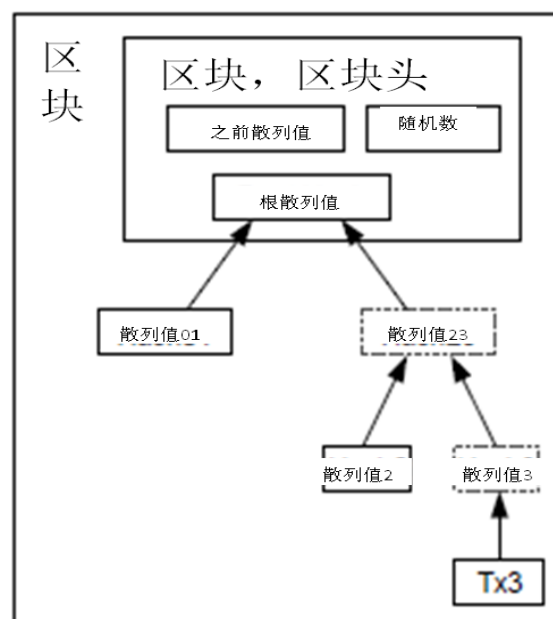 区
块
区块，区块头
之前散列值
随机数
根散列值
散列值01
散列值23
散列值2
散列值3
Tx3